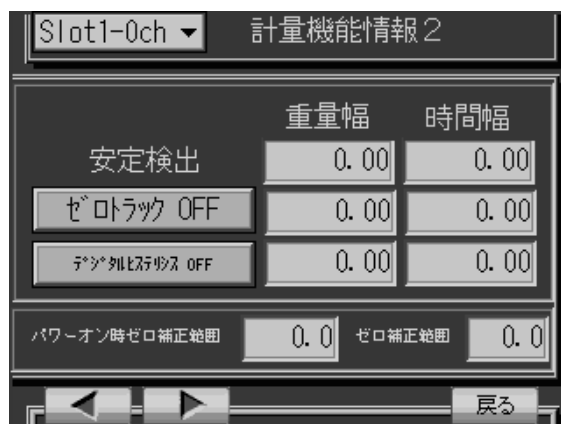 Slot1-0ch ▼ 計量機能情報２
重量幅 時間幅
安定検出 0.00 0.00
ｾﾞﾛﾄﾗｯｸ OFF 0.00 0.00
ﾃﾞｼﾞﾀﾙﾋｽﾃﾘｼｽ OFF 0.00 0.00
パワーオン時ゼロ補正範囲 0.0 ゼロ補正範囲 0.0
◀ ▶ 戻る